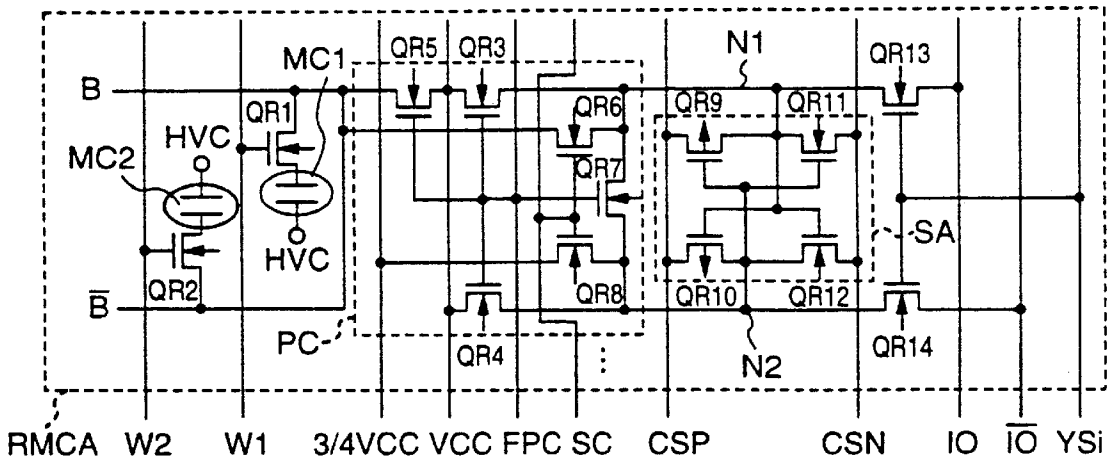 QR5 QR3 N1 QR13
MC1
B
QR1 QR6 QR9 QR11
HVC
MC2 QR7
SA
HVC
QR2 QR8 QR10 QR12
B̅
PC QR4 N2 QR14
⋮
RMCA W2 W1 3/4VCC VCC FPC SC CSP CSN IO I̅O̅ YSi